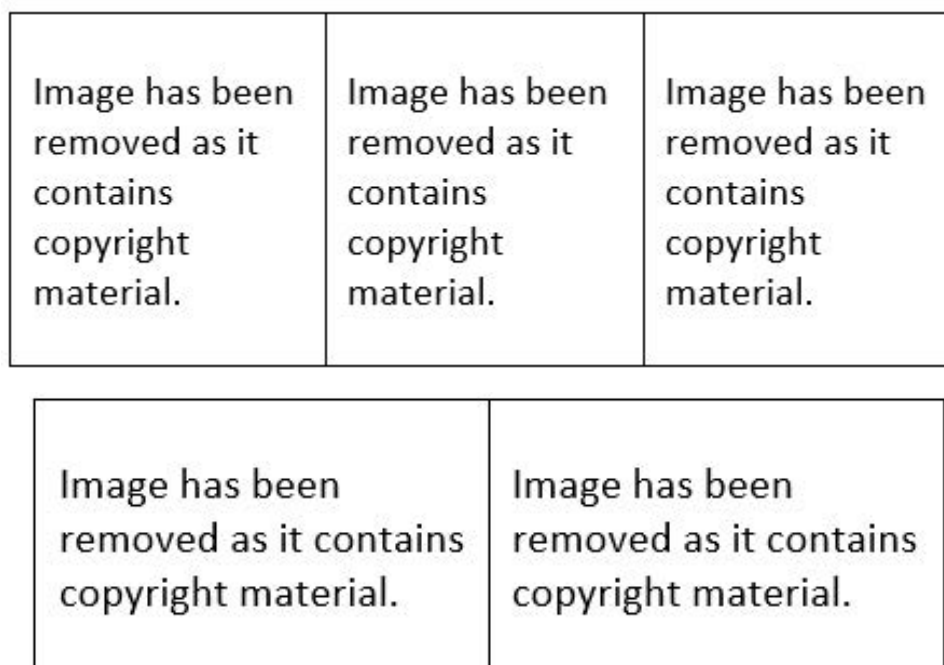 Image has been
removed as it
contains
copyright
material.
Image has been
removed as it
contains
copyright
material.
Image has been
removed as it
contains
copyright
material.
Image has been
removed as it contains
copyright material.
Image has been
removed as it contains
copyright material.